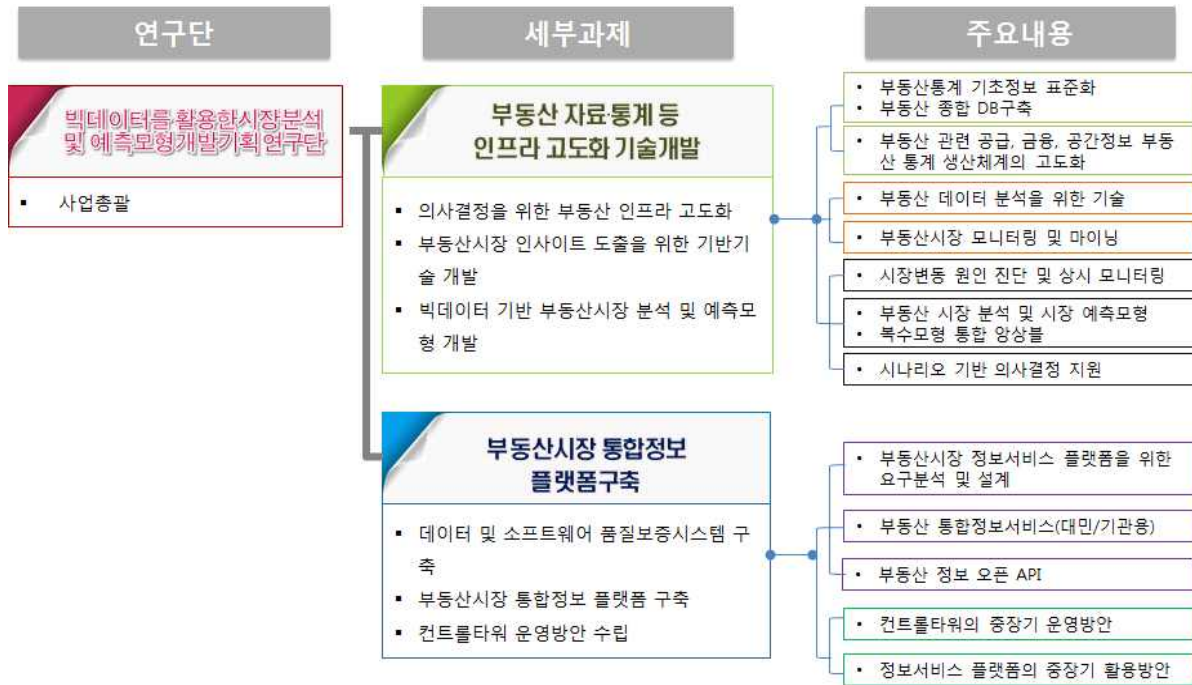 연구단
세부과제
주요내용
빅데이터를 활용한시장분석
및 예측모형개발기획연구단
▪ 사업총괄
부동산 자료·통계 등
인프라 고도화 기술개발
▪ 의사결정을 위한 부동산 인프라 고도화
▪ 부동산시장 인사이트 도출을 위한 기반기
술 개발
▪ 빅데이터 기반 부동산시장 분석 및 예측모
형 개발
• 부동산통계 기초정보 표준화
• 부동산 종합 DB구축
• 부동산 관련 공급, 금융, 공간정보 부동
산 통계 생산체계의 고도화
• 부동산 데이터 분석을 위한 기술
• 부동산시장 모니터링 및 마이닝
• 시장변동 원인 진단 및 상시 모니터링
• 부동산 시장 분석 및 시장 예측모형
• 복수모형 통합 앙상블
• 시나리오 기반 의사결정 지원
부동산시장 통합정보
플랫폼구축
▪ 데이터 및 소프트웨어 품질보증시스템 구
축
▪ 부동산시장 통합정보 플랫폼 구축
▪ 컨트롤타워 운영방안 수립
• 부동산시장 정보서비스 플랫폼을 위한
요구분석 및 설계
• 부동산 통합정보서비스(대민/기관용)
• 부동산 정보 오픈 API
• 컨트롤타워의 중장기 운영방안
• 정보서비스 플랫폼의 중장기 활용방안